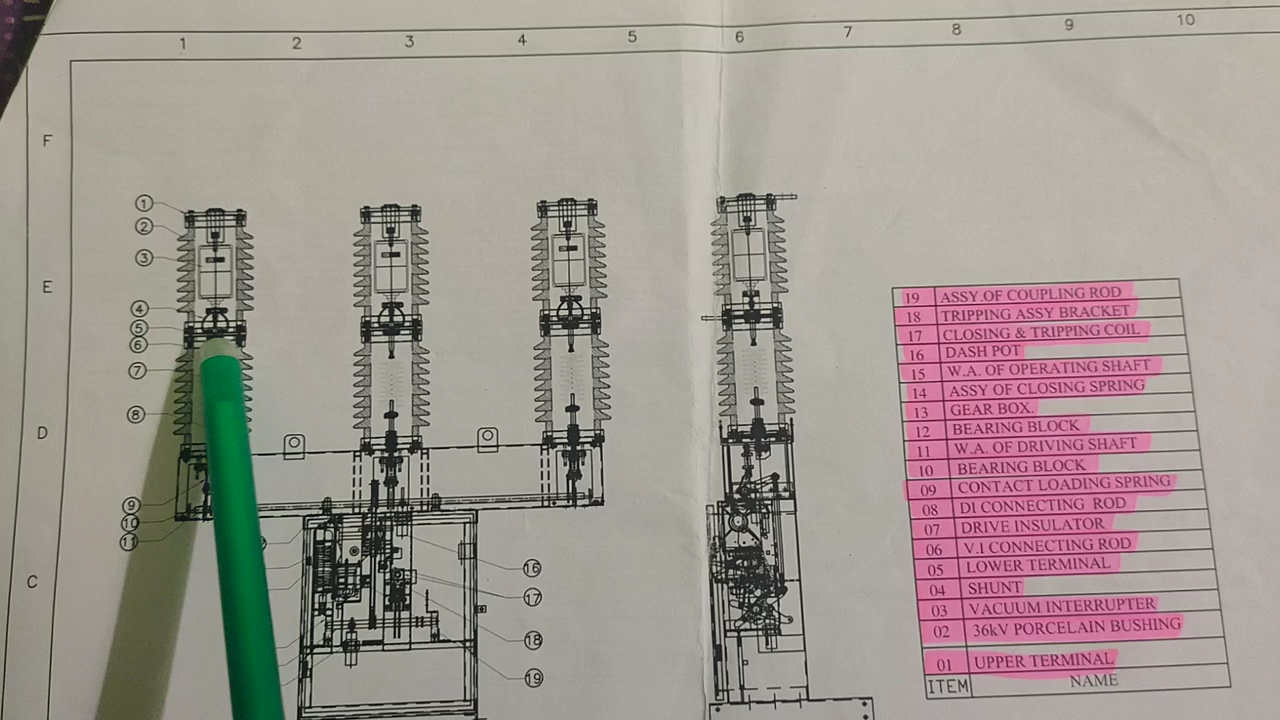 1 2 3 4 5 6 7 8 9 10
F
E
D
C
1
2
3
4
5
6
7
8
9
10
11
16
17
18
19
19 ASSY.OF COUPLING ROD
18 TRIPPING ASSY BRACKET
17 CLOSING & TRIPPING COIL
16 DASH POT
15 W.A. OF OPERATING SHAFT
14 ASSY OF CLOSING SPRING
13 GEAR BOX.
12 BEARING BLOCK
11 W.A. OF DRIVING SHAFT
10 BEARING BLOCK
09 CONTACT LOADING SPRING
08 DI CONNECTING ROD
07 DRIVE INSULATOR
06 V.I CONNECTING ROD
05 LOWER TERMINAL
04 SHUNT
03 VACUUM INTERRUPTER
02 36kV PORCELAIN BUSHING
01 UPPER TERMINAL
ITEM NAME